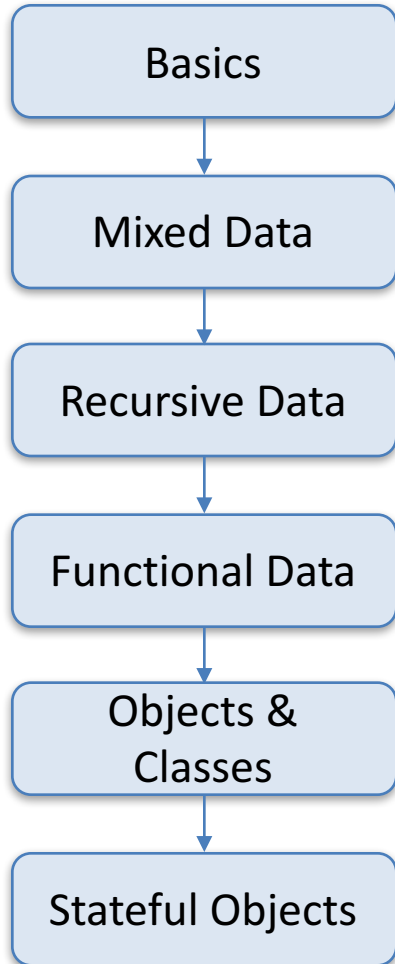 Basics
Mixed Data
Recursive Data
Functional Data
Objects &
Classes
Stateful Objects